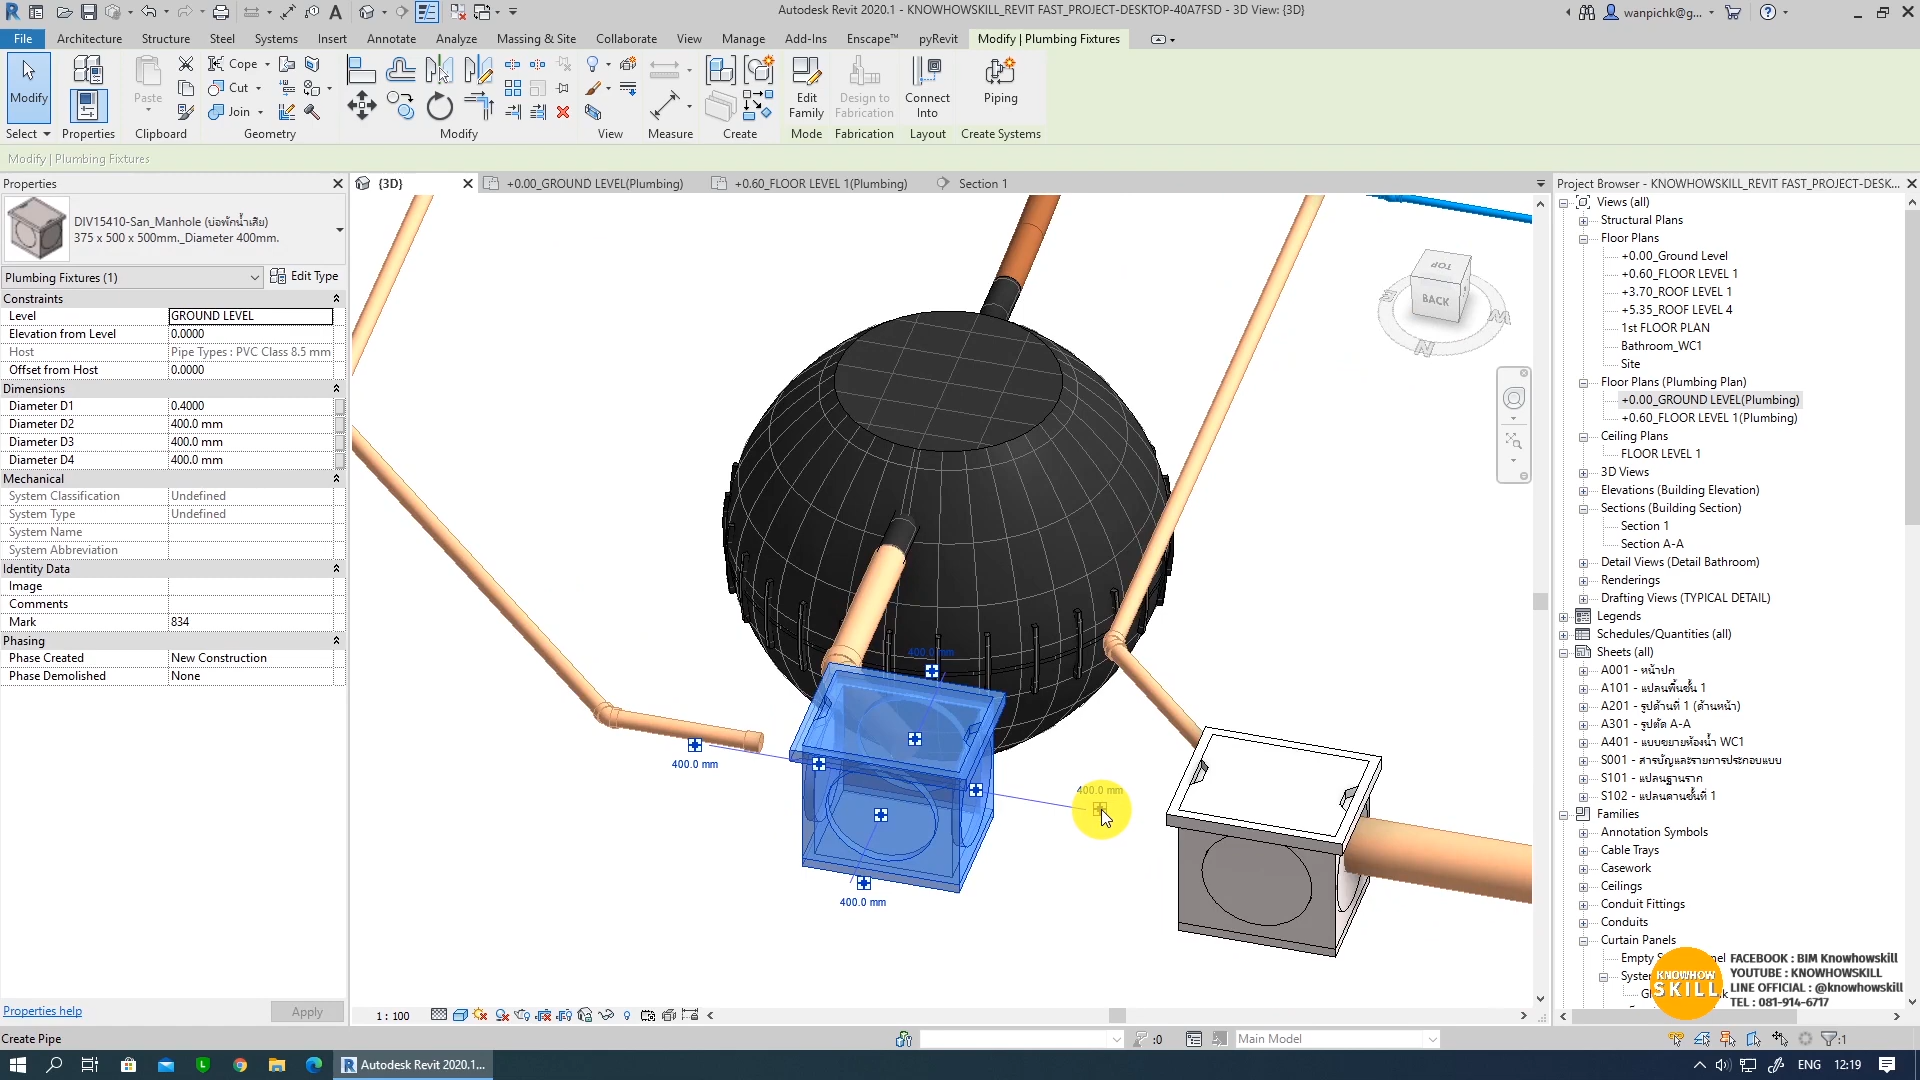 Autodesk Revit 2020.1 - KNOWHOWSKILL_REVIT FAST_PROJECT-DESKTOP-40A7FSD - 3D View: {3D}
wanpichk@g...
File Architecture Structure Steel Systems Insert Annotate Analyze Massing & Site Collaborate View Manage Add-Ins Enscape™ pyRevit Modify | Plumbing Fixtures
Cope
Cut
Join
Modify
Paste
Edit Family
Design to Fabrication
Connect Into
Piping
Select Properties Clipboard Geometry Modify View Measure Create Mode Fabrication Layout Create Systems
Modify | Plumbing Fixtures
Properties
{3D}
+0.00_GROUND LEVEL(Plumbing)
+0.60_FLOOR LEVEL 1(Plumbing)
Section 1
Project Browser - KNOWHOWSKILL_REVIT FAST_PROJECT-DESK...
DIV15410-San_Manhole (บ่อพักน้ำเสีย)
375 x 500 x 500mm._Diameter 400mm.
Plumbing Fixtures (1)
Edit Type
Constraints
Level GROUND LEVEL
Elevation from Level 0.0000
Host Pipe Types : PVC Class 8.5 mm
Offset from Host 0.0000
Dimensions
Diameter D1 0.4000
Diameter D2 400.0 mm
Diameter D3 400.0 mm
Diameter D4 400.0 mm
Mechanical
System Classification Undefined
System Type Undefined
System Name
System Abbreviation
Identity Data
Image
Comments
Mark 834
Phasing
Phase Created New Construction
Phase Demolished None
Properties help
Apply
TOP
BACK
N
W
400.0 mm
400.0 mm
400.0 mm
400.0 mm
1 : 100
Views (all)
Structural Plans
Floor Plans
+0.00_Ground Level
+0.60_FLOOR LEVEL 1
+3.70_ROOF LEVEL 1
+5.35_ROOF LEVEL 4
1st FLOOR PLAN
Bathroom_WC1
Site
Floor Plans (Plumbing Plan)
+0.00_GROUND LEVEL(Plumbing)
+0.60_FLOOR LEVEL 1(Plumbing)
Ceiling Plans
FLOOR LEVEL 1
3D Views
Elevations (Building Elevation)
Sections (Building Section)
Section 1
Section A-A
Detail Views (Detail Bathroom)
Renderings
Drafting Views (TYPICAL DETAIL)
Legends
Schedules/Quantities (all)
Sheets (all)
A001 - หน้าปก
A101 - แปลนพื้นชั้น 1
A201 - รูปด้านที่ 1 (ด้านหน้า)
A301 - รูปตัด A-A
A401 - แบบขยายห้องน้ำ WC1
S001 - สารบัญและรายการประกอบแบบ
S101 - แปลนฐานราก
S102 - แปลนคานชั้นที่ 1
Families
Annotation Symbols
Cable Trays
Casework
Ceilings
Conduit Fittings
Conduits
Curtain Panels
KNOWHOW
SKILL
FACEBOOK : BIM Knowhowskill
YOUTUBE : KNOWHOWSKILL
LINE OFFICIAL : @knowhowskill
TEL : 081-914-6717
Create Pipe
:0
Main Model
:1
Autodesk Revit 2020.1...
ENG
12:19